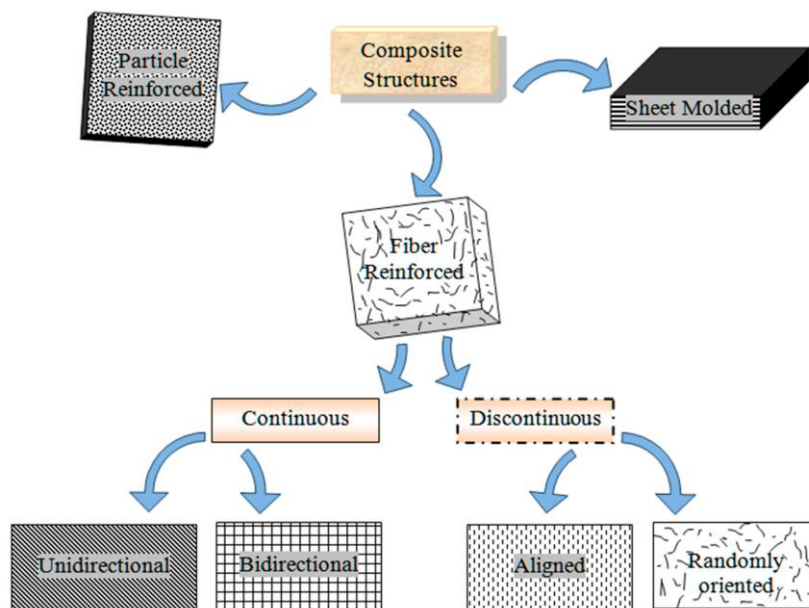 Composite
Structures
Particle
Reinforced
Sheet Molded
Fiber
Reinforced
Continuous
Discontinuous
Unidirectional
Bidirectional
Aligned
Randomly
oriented